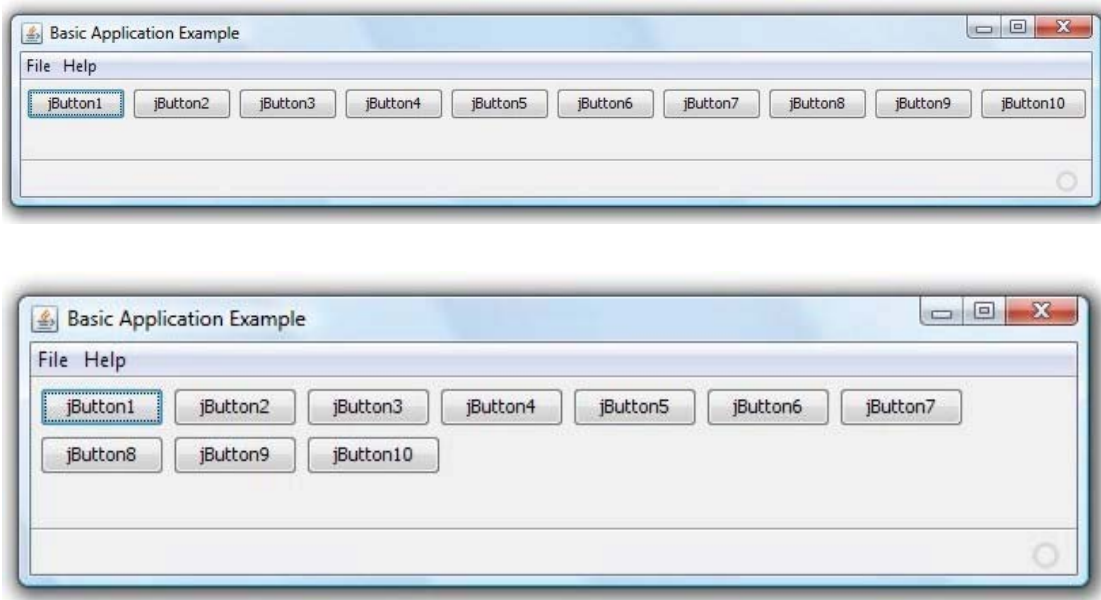 Basic Application Example
File Help
jButton1 jButton2 jButton3 jButton4 jButton5 jButton6 jButton7 jButton8 jButton9 jButton10
Basic Application Example
File Help
jButton1 jButton2 jButton3 jButton4 jButton5 jButton6 jButton7
jButton8 jButton9 jButton10